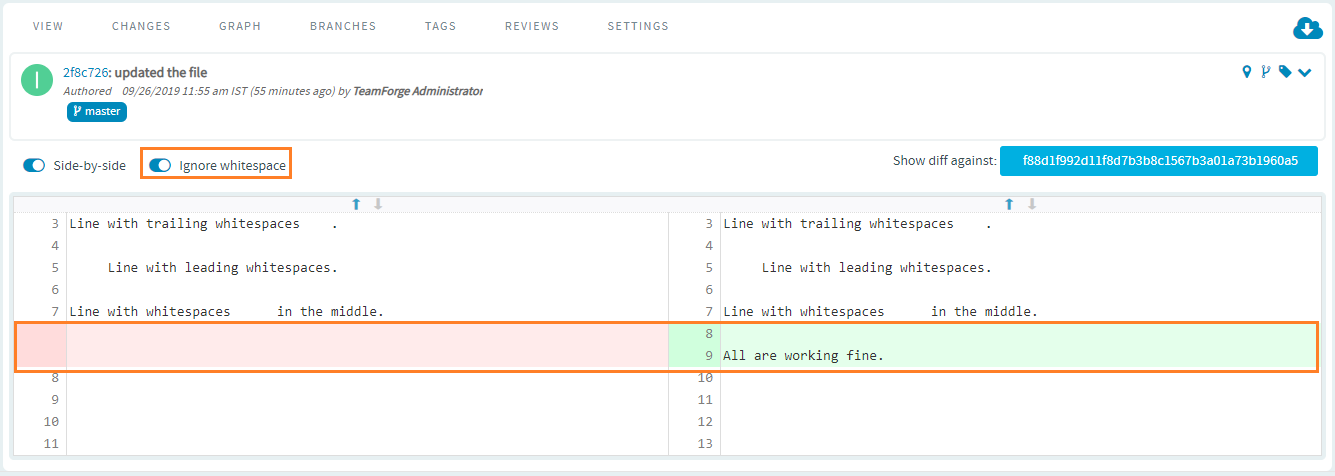 VIEW CHANGES GRAPH BRANCHES TAGS REVIEWS SETTINGS
I
2f8c726: updated the file
Authored 09/26/2019 11:55 am IST (55 minutes ago) by TeamForge Administrator
master
Side-by-side Ignore whitespace Show diff against: f88d1f992d11f8d7b3b8c1567b3a01a73b1960a5
3 Line with trailing whitespaces    . 3 Line with trailing whitespaces    .
4 4
5      Line with leading whitespaces. 5      Line with leading whitespaces.
6 6
7 Line with whitespaces      in the middle. 7 Line with whitespaces      in the middle.
8
9 All are working fine.
8 10
9 11
10 12
11 13